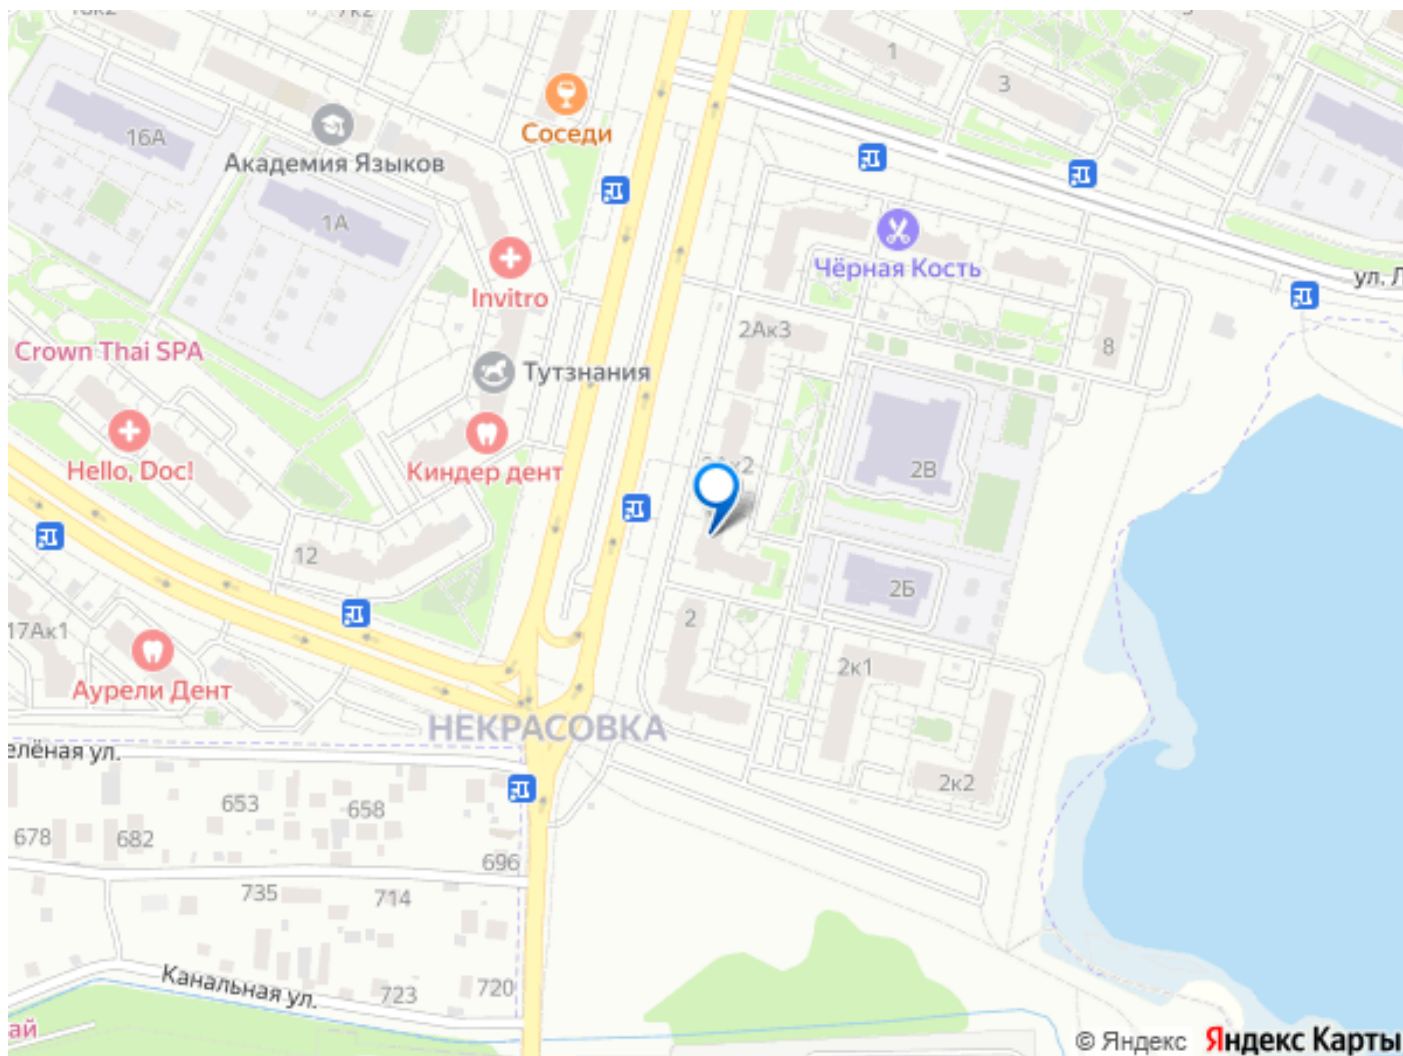 7к2
1
3
Соседи
16А
Академия Языков
1А
Чёрная Кость
Invitro
ул. Л
2Ак3
8
Crown Thai SPA
Тутзнания
Hello, Doc!
Киндер дент
2В
12
2Б
2
17Ак1
2к1
Аурели Дент
НЕКРАСОВКА
елёная ул.
2к2
653
658
678
682
696
735
714
Канальная ул.
723
720
ай
© Яндекс Яндекс Карты